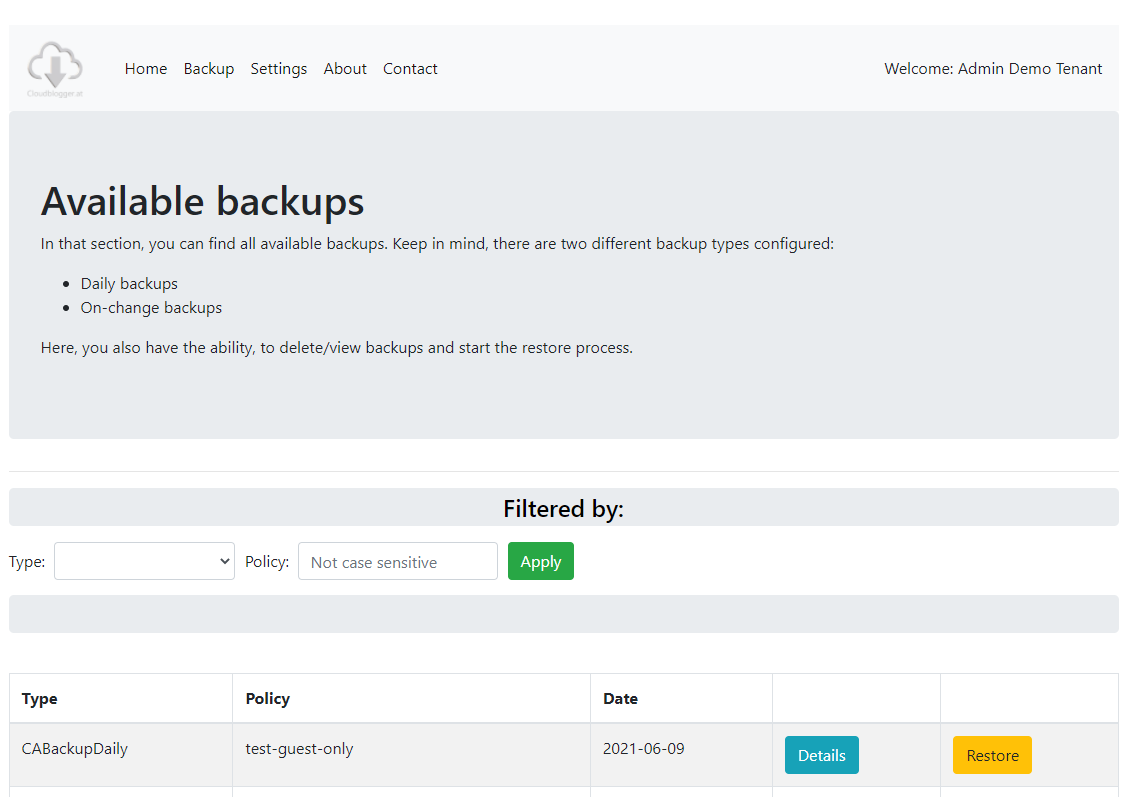 Cloudblogger.at
Home Backup Settings About Contact Welcome: Admin Demo Tenant
Available backups
In that section, you can find all available backups. Keep in mind, there are two different backup types configured:
Daily backups
On-change backups
Here, you also have the ability, to delete/view backups and start the restore process.
Filtered by:
Type: Policy: Not case sensitive Apply
Type Policy Date
CABackupDaily test-guest-only 2021-06-09 Details Restore